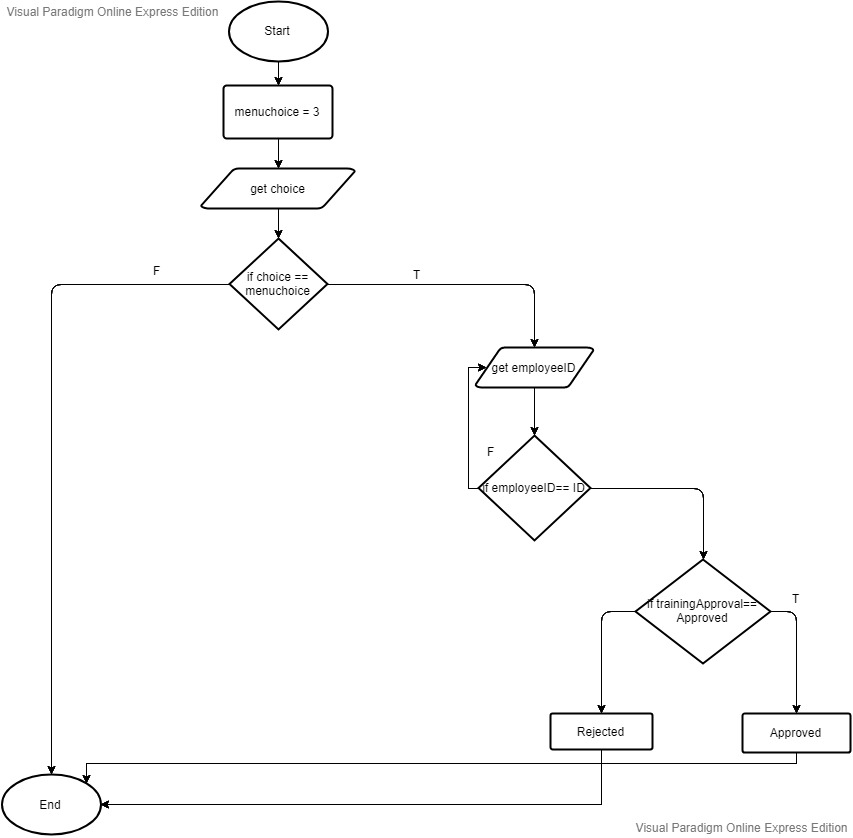 Visual Paradigm Online Express Edition
Start
menuchoice = 3
get choice
F
T
if choice ==
menuchoice
get employeeID
F
if employeeID== ID
T
if trainingApproval==
Approved
Rejected
Approved
End
Visual Paradigm Online Express Edition